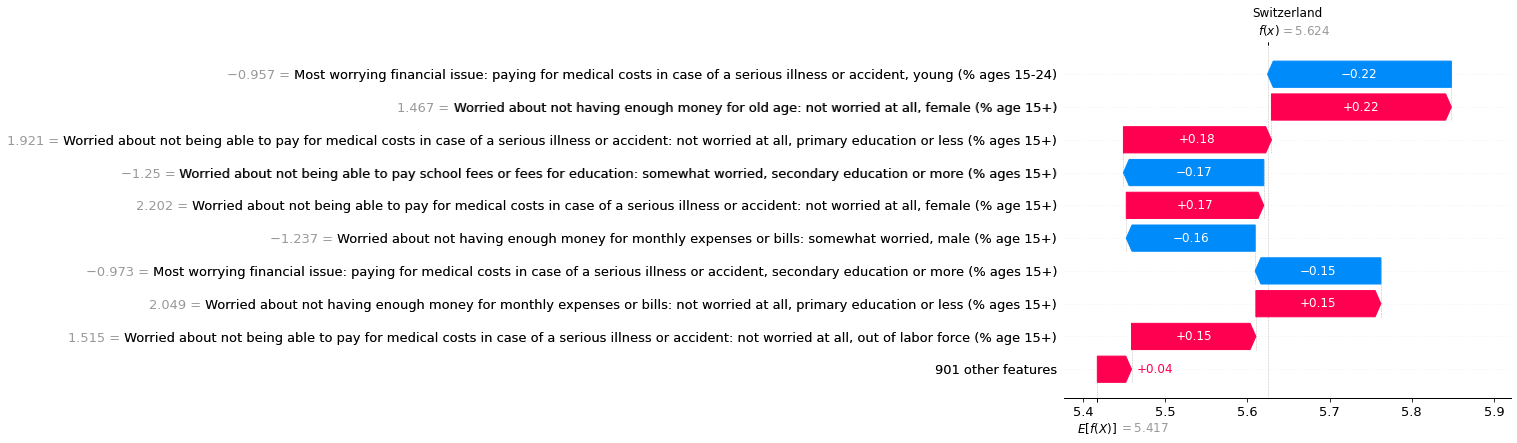 Switzerland
f(x) = 5.624
−0.957 = Most worrying financial issue: paying for medical costs in case of a serious illness or accident, young (% ages 15-24)
−0.22
1.467 = Worried about not having enough money for old age: not worried at all, female (% age 15+)
+0.22
1.921 = Worried about not being able to pay for medical costs in case of a serious illness or accident: not worried at all, primary education or less (% ages 15+)
+0.18
−1.25 = Worried about not being able to pay school fees or fees for education: somewhat worried, secondary education or more (% ages 15+)
−0.17
2.202 = Worried about not being able to pay for medical costs in case of a serious illness or accident: not worried at all, female (% age 15+)
+0.17
−1.237 = Worried about not having enough money for monthly expenses or bills: somewhat worried, male (% age 15+)
−0.16
−0.973 = Most worrying financial issue: paying for medical costs in case of a serious illness or accident, secondary education or more (% ages 15+)
−0.15
2.049 = Worried about not having enough money for monthly expenses or bills: not worried at all, primary education or less (% ages 15+)
+0.15
1.515 = Worried about not being able to pay for medical costs in case of a serious illness or accident: not worried at all, out of labor force (% age 15+)
+0.15
901 other features
+0.04
5.4 5.5 5.6 5.7 5.8 5.9
E[f(X)] = 5.417